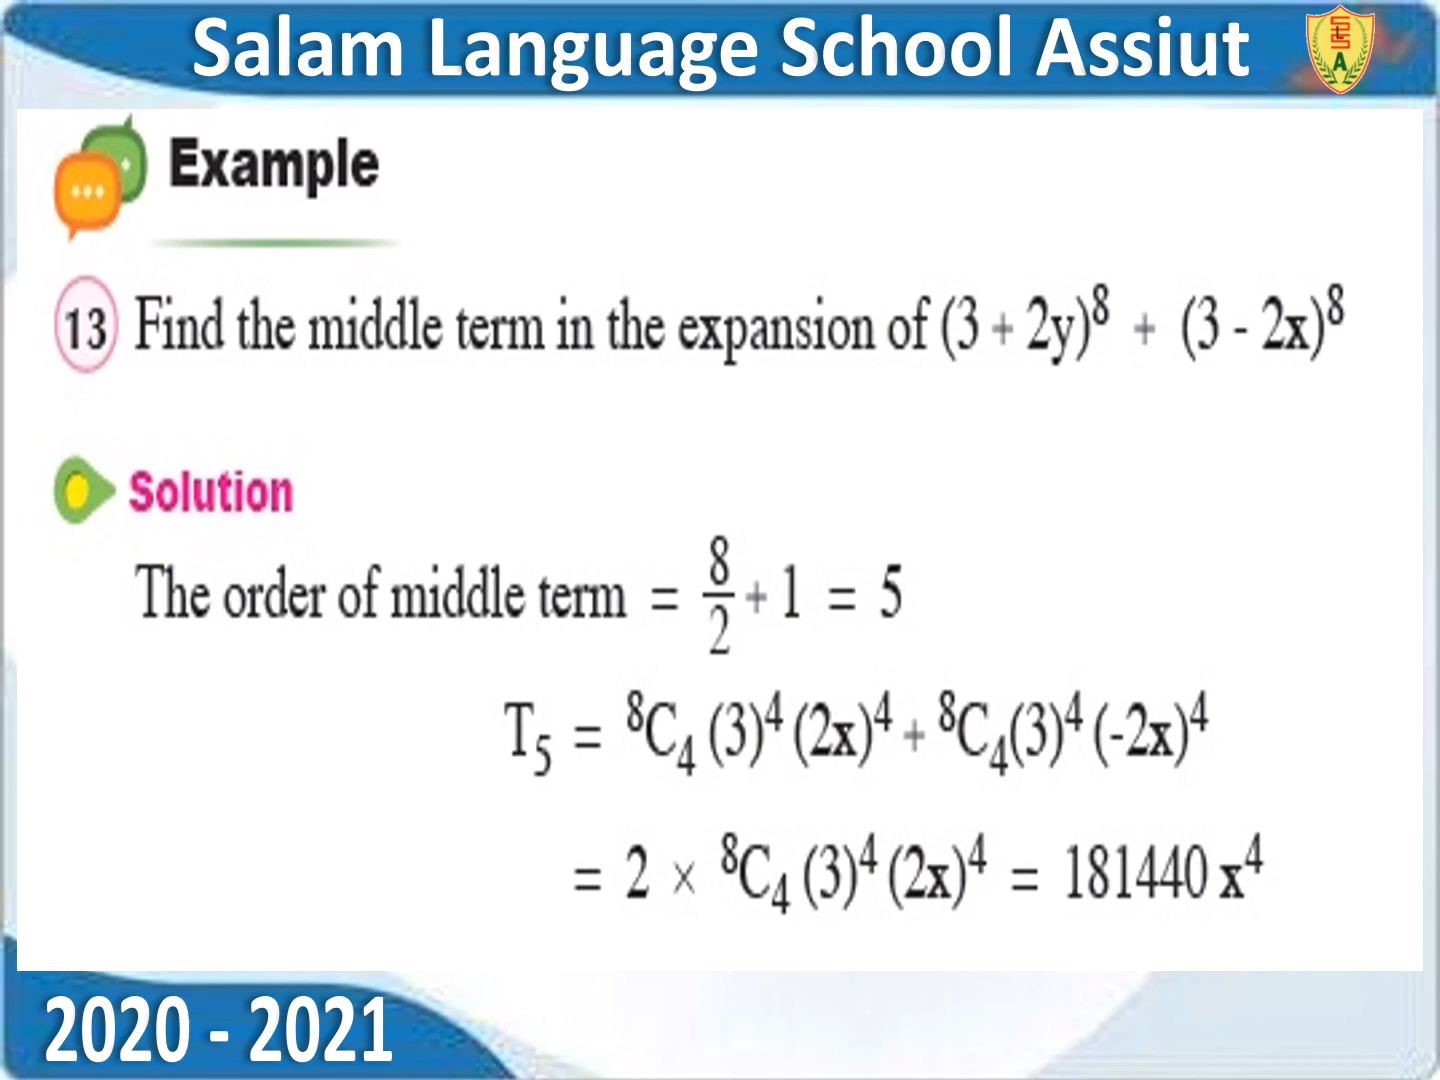 Salam Language School Assiut
Example
13 Find the middle term in the expansion of (3 + 2y)⁸ + (3 - 2x)⁸
Solution
The order of middle term = 8/2 + 1 = 5
T₅ = ⁸C₄ (3)⁴ (2x)⁴ + ⁸C₄(3)⁴ (-2x)⁴
= 2 × ⁸C₄ (3)⁴ (2x)⁴ = 181440 x⁴
2020 - 2021